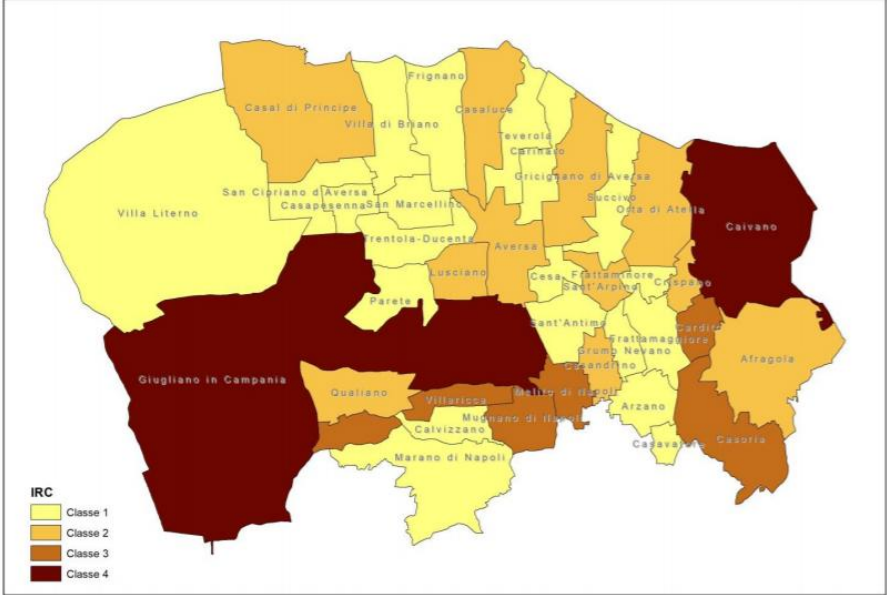 Frignano
Casal di Principe
Casaluce
Villa di Briano
Teverola
Carinaro
Gricignano di Aversa
San Cipriano d'Aversa
Succivo
Casapesenna
San Marcellino
Orta di Atella
Villa Literno
Caivano
Trentola-Ducenta
Aversa
Lusciano
Cesa
Frattaminore
Sant'Arpino
Crispano
Parete
Sant'Antimo
Cardito
Frattamaggiore
Grumo Nevano
Afragola
Casandrino
Giugliano in Campania
Qualiano
Melito di Napoli
Villaricca
Arzano
Mugnano di Napoli
Calvizzano
Casavatore
Casoria
Marano di Napoli
IRC
Classe 1
Classe 2
Classe 3
Classe 4